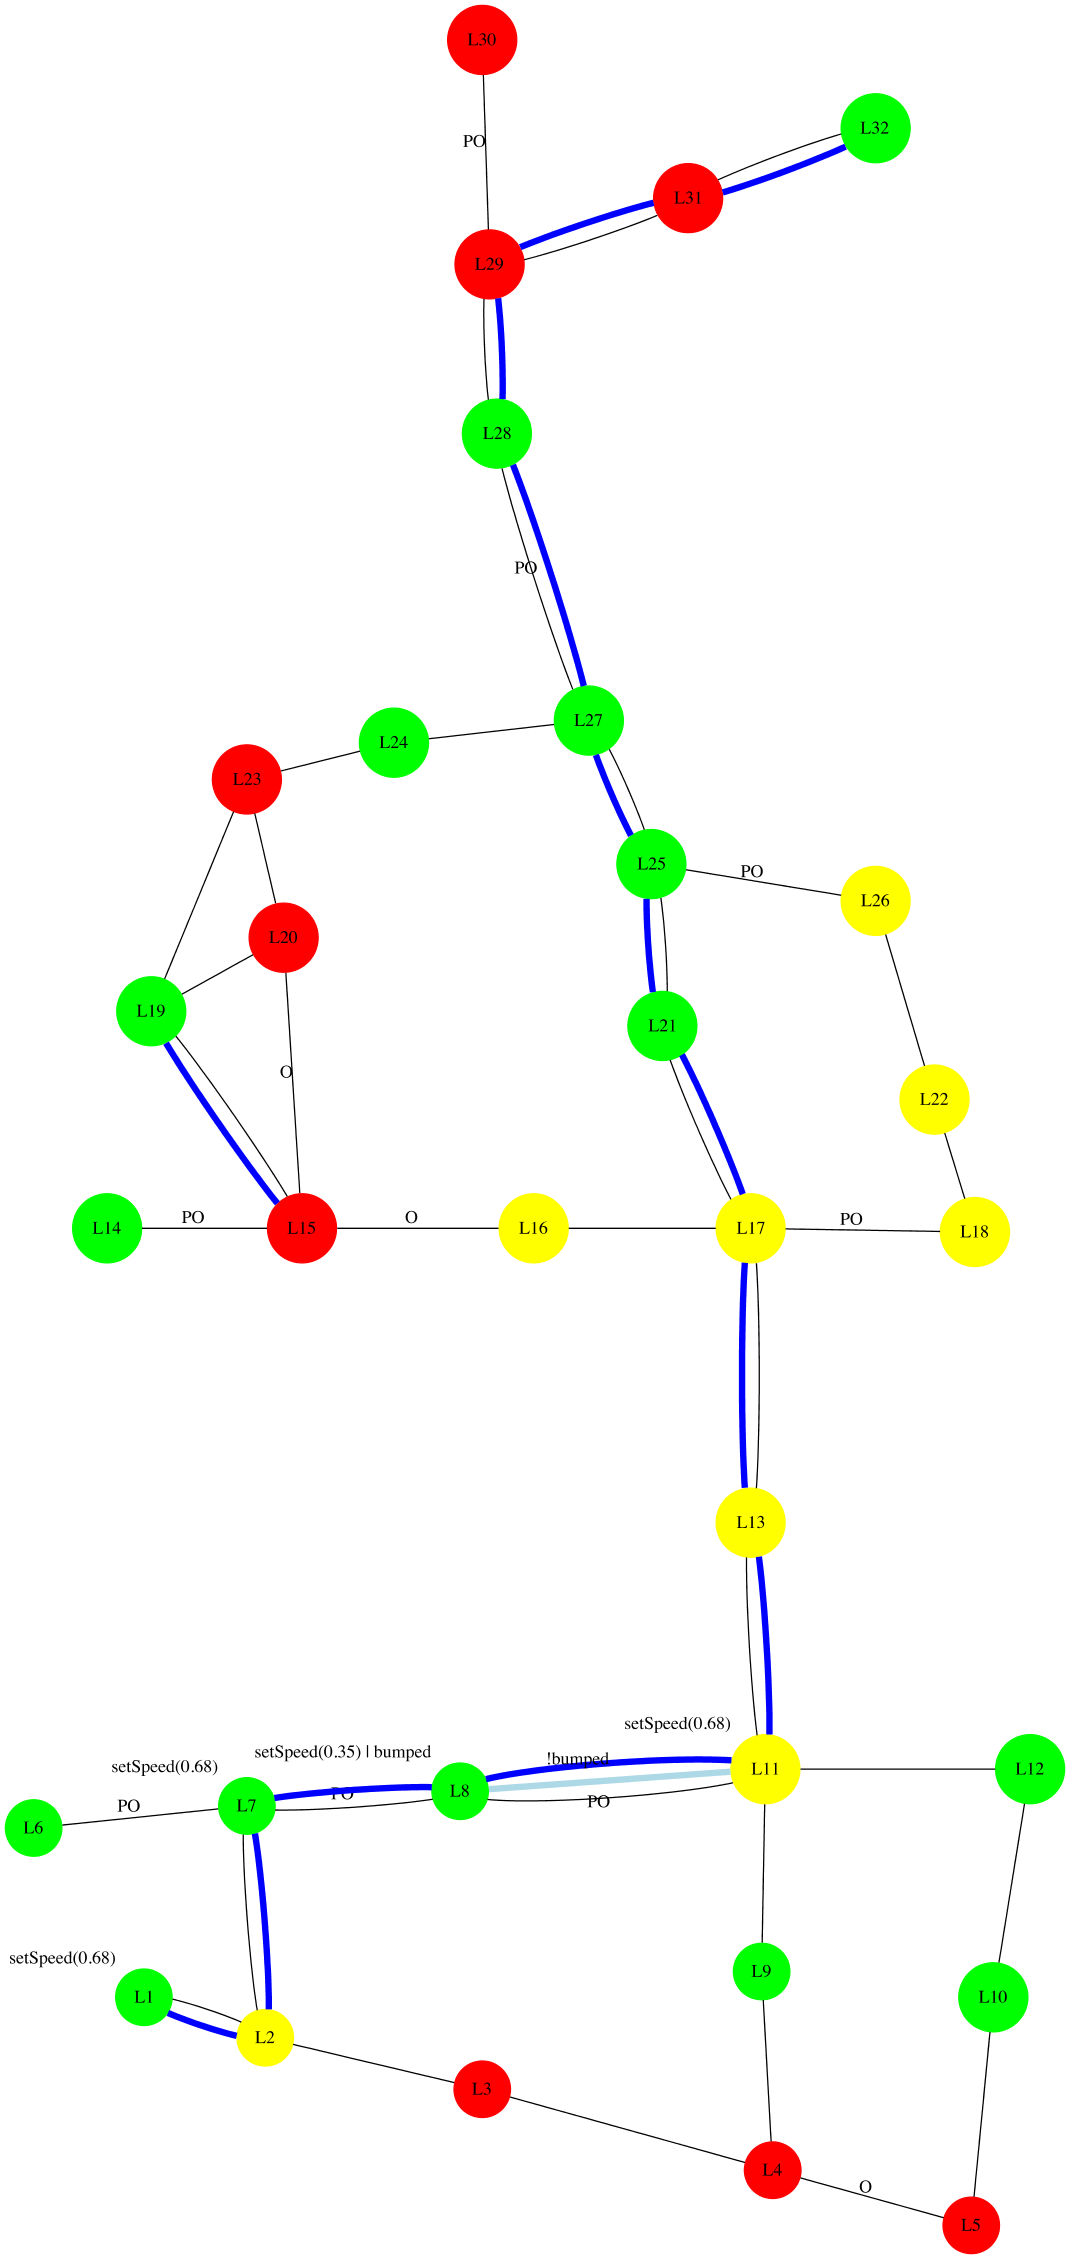 L30
L32
PO
L31
L29
L28
PO
L27
L24
L23
L25
PO
L26
L20
L19
L21
O
L22
L14
PO
L15
O
L16
L17
PO
L18
L13
setSpeed(0.68)
setSpeed(0.35) | bumped
!bumped
setSpeed(0.68)
L11
L12
L8
PO
PO
L7
PO
L6
setSpeed(0.68)
L9
L1
L10
L2
L3
L4
O
L5